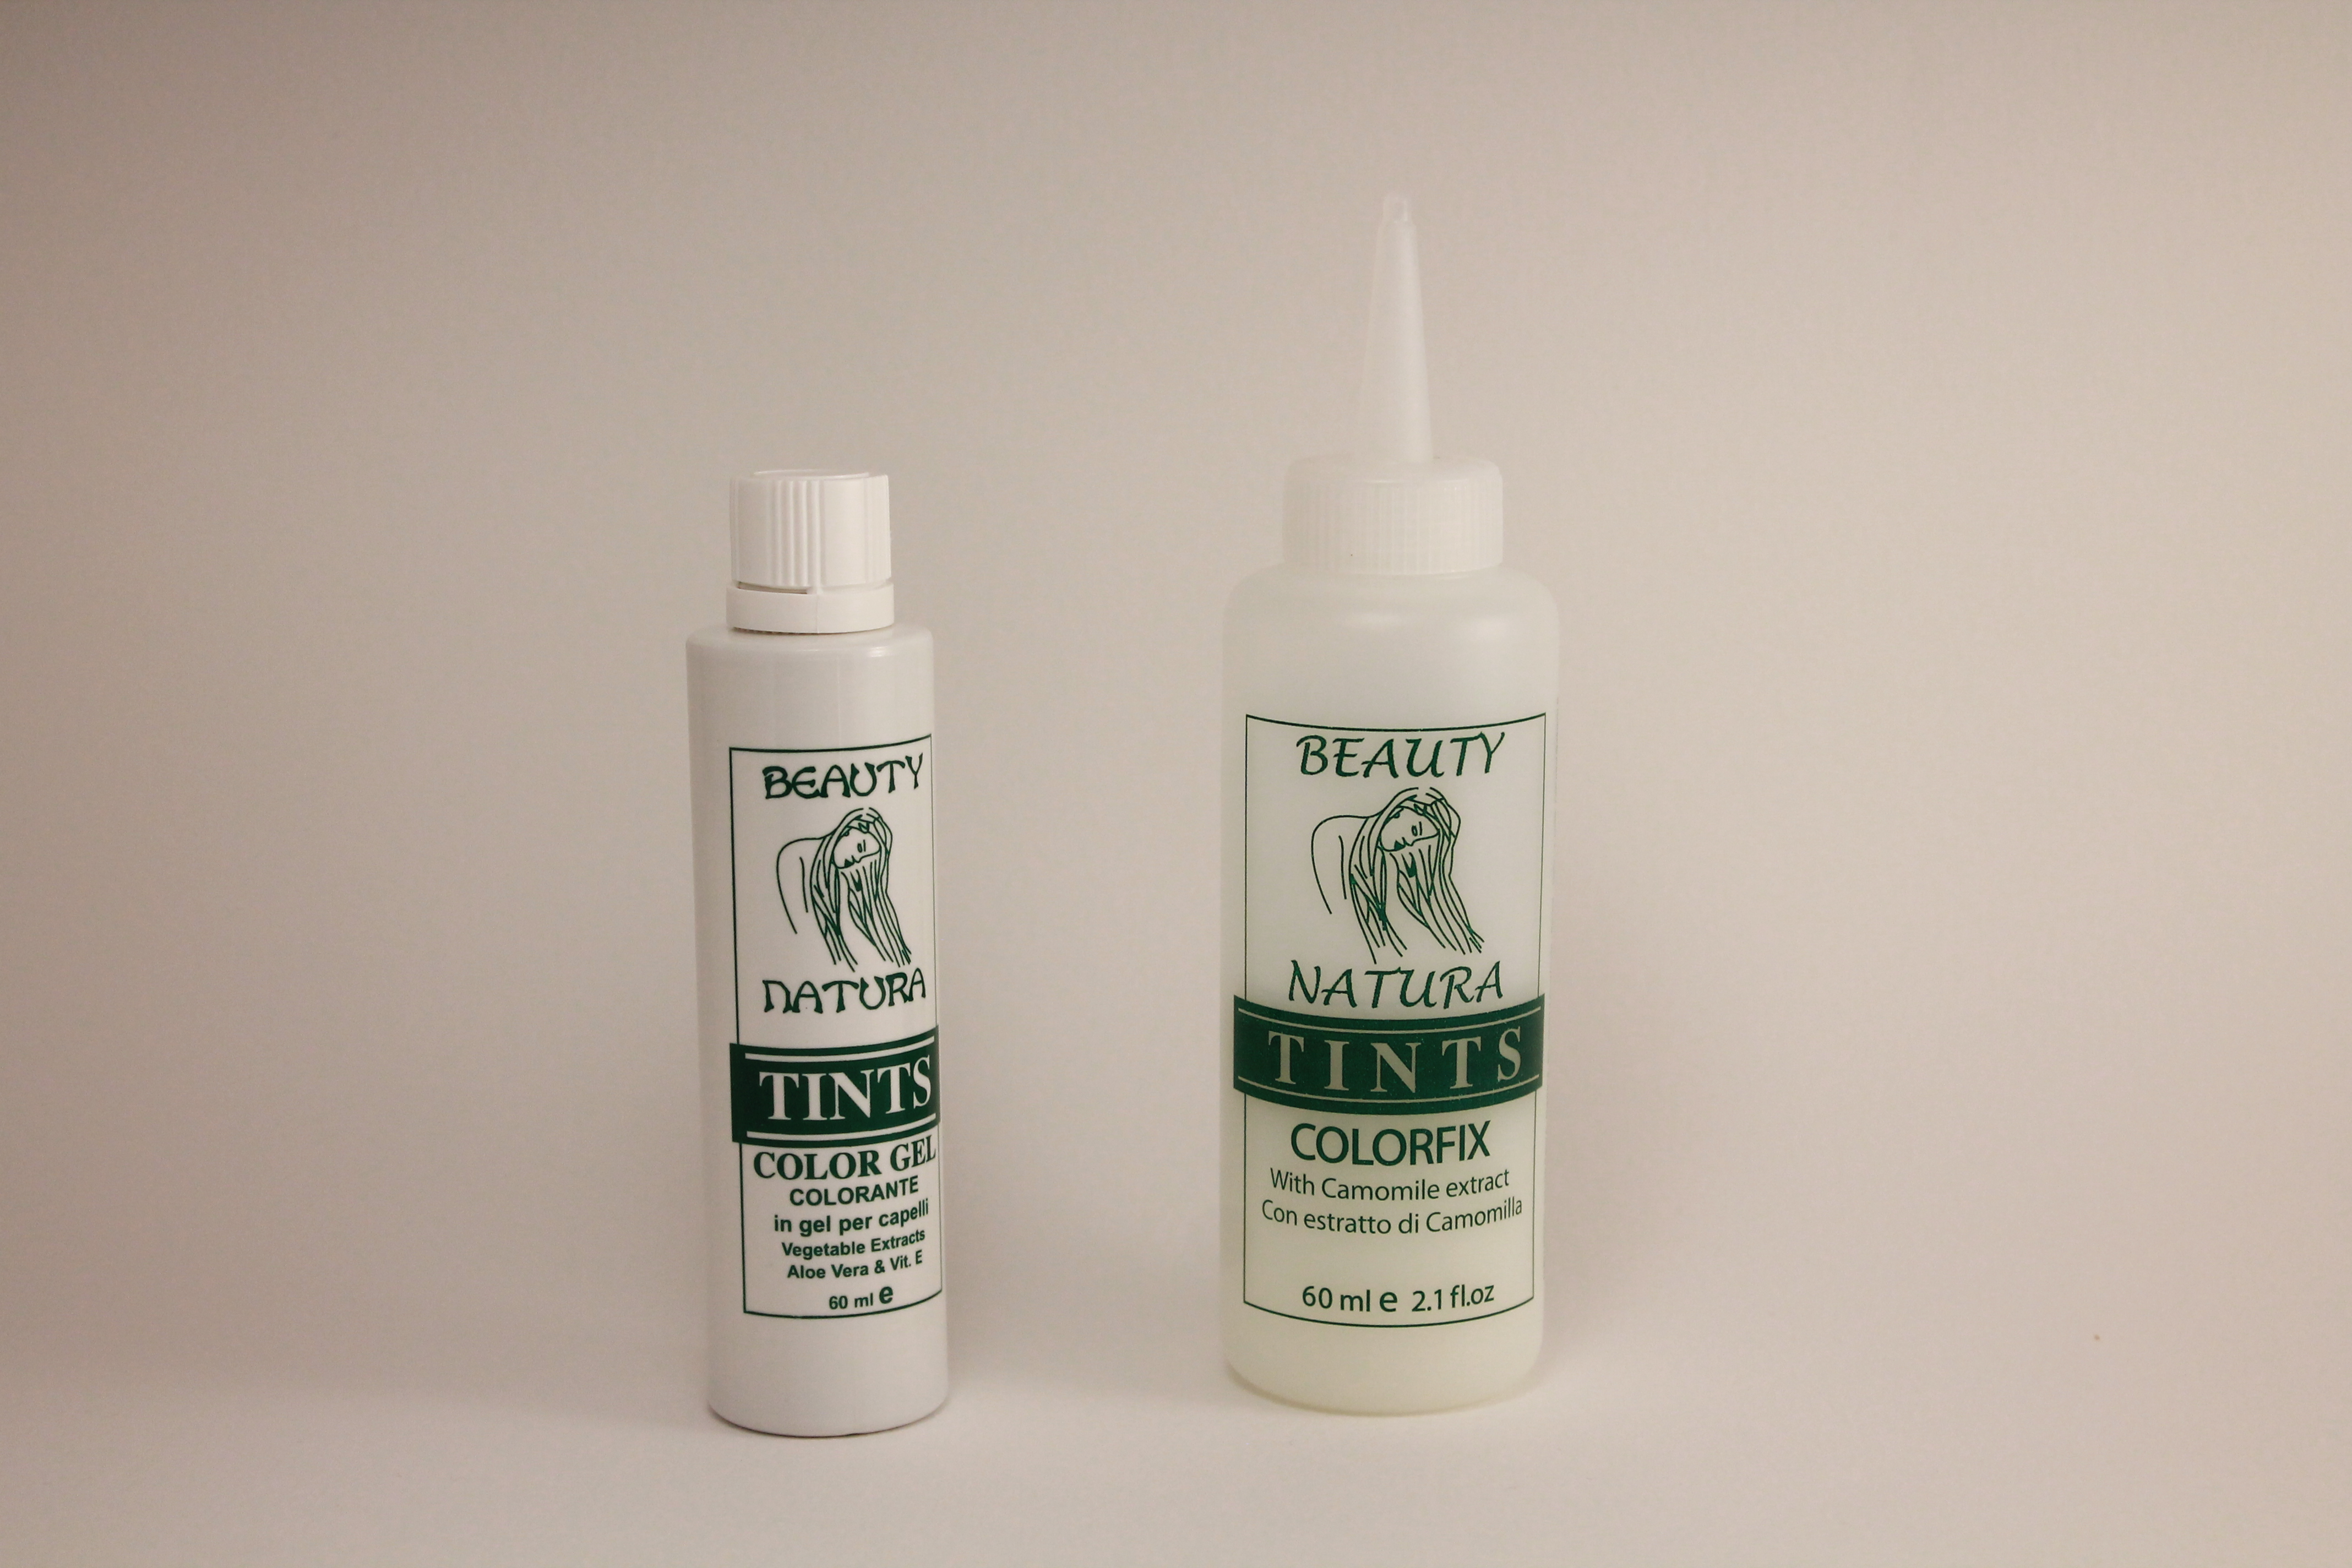 BEAUTY
NATURA
TINTS
COLOR GEL
COLORANTE
in gel per capelli
Vegetable Extracts
Aloe Vera & Vit. E
60 ml e
BEAUTY
NATURA
TINTS
COLORFIX
With Camomile extract
Con estratto di Camomilla
60 ml e 2.1 fl.oz